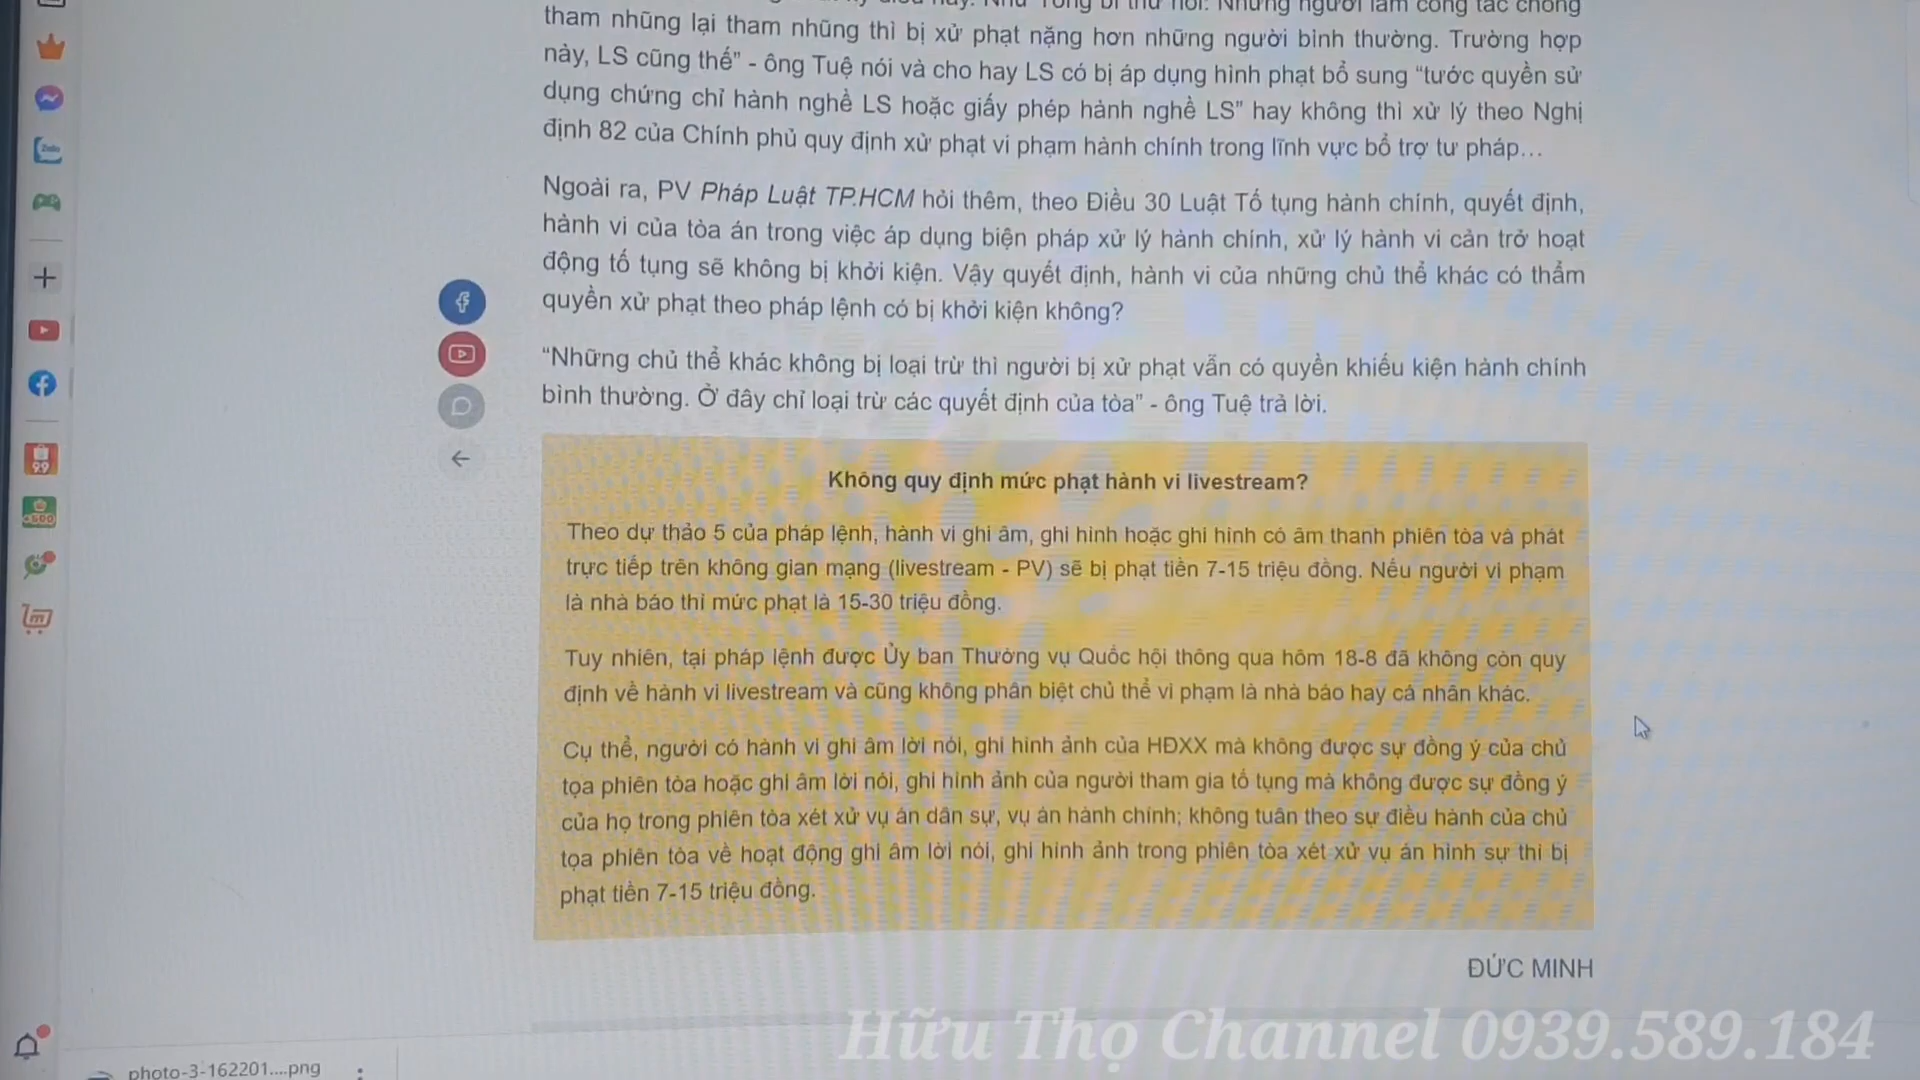 tham nhũng lại tham nhũng thì bị xử phạt nặng hơn những người bình thường. Trường hợp
này, LS cũng thế" - ông Tuệ nói và cho hay LS có bị áp dụng hình phạt bổ sung “tước quyền sử
dụng chứng chỉ hành nghề LS hoặc giấy phép hành nghề LS" hay không thì xử lý theo Nghị
định 82 của Chính phủ quy định xử phạt vi phạm hành chính trong lĩnh vực bổ trợ tư pháp…
Ngoài ra, PV Pháp Luật TP.HCM hỏi thêm, theo Điều 30 Luật Tố tụng hành chính, quyết định,
hành vi của tòa án trong việc áp dụng biện pháp xử lý hành chính, xử lý hành vi cản trở hoạt
động tố tụng sẽ không bị khởi kiện. Vậy quyết định, hành vi của những chủ thể khác có thẩm
quyền xử phạt theo pháp lệnh có bị khởi kiện không?
“Những chủ thể khác không bị loại trừ thì người bị xử phạt vẫn có quyền khiếu kiện hành chính
bình thường. Ở đây chỉ loại trừ các quyết định của tòa” - ông Tuệ trả lời.
Không quy định mức phạt hành vi livestream?
Theo dự thảo 5 của pháp lệnh, hành vi ghi âm, ghi hình hoặc ghi hình có âm thanh phiên tòa và phát
trực tiếp trên không gian mạng (livestream - PV) sẽ bị phạt tiền 7-15 triệu đồng. Nếu người vi phạm
là nhà báo thì mức phạt là 15-30 triệu đồng.
Tuy nhiên, tại pháp lệnh được Ủy ban Thường vụ Quốc hội thông qua hôm 18-8 đã không còn quy
định về hành vi livestream và cũng không phân biệt chủ thể vi phạm là nhà báo hay cá nhân khác.
Cụ thể, người có hành vi ghi âm lời nói, ghi hình ảnh của HĐXX mà không được sự đồng ý của chủ
tọa phiên tòa hoặc ghi âm lời nói, ghi hình ảnh của người tham gia tố tụng mà không được sự đồng ý
của họ trong phiên tòa xét xử vụ án dân sự, vụ án hành chính; không tuân theo sự điều hành của chủ
tọa phiên tòa về hoạt động ghi âm lời nói, ghi hình ảnh trong phiên tòa xét xử vụ án hình sự thì bị
phạt tiền 7-15 triệu đồng.
ĐỨC MINH
Hữu Thọ Channel 0939.589.184
photo-3-162201....png
Zalo
9.9